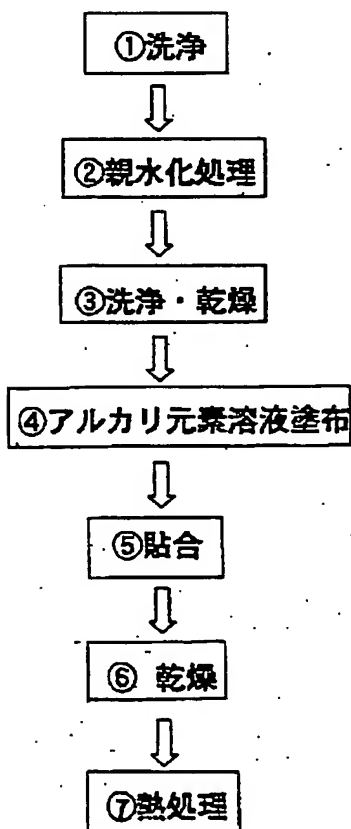 ①洗浄
②親水化処理
③洗浄・乾燥
④アルカリ元素溶液塗布
⑤貼合
⑥ 乾燥
⑦熱処理